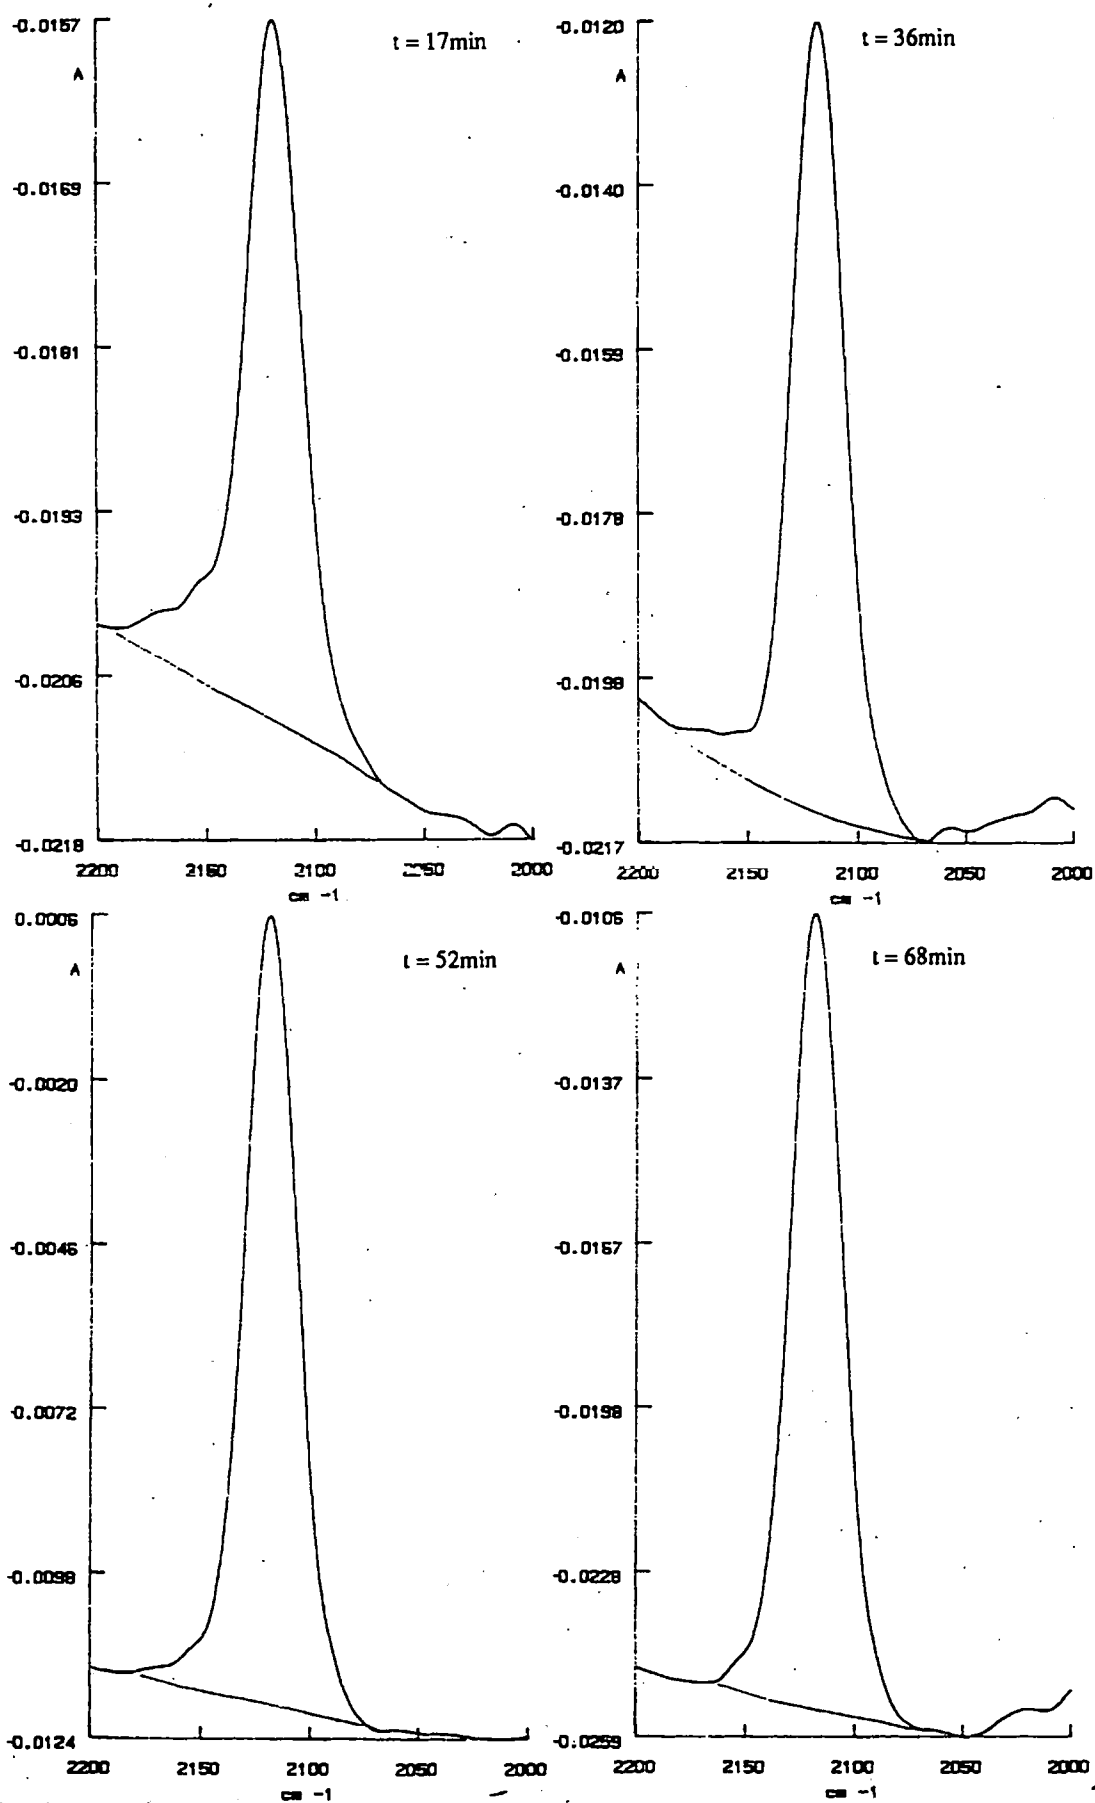 -0.0157
A
t = 17min
-0.0169
-0.0181
-0.0193
-0.0206
-0.0218
2200 2150 2100 2050 2000
cm -1
-0.0120
A
t = 36min
-0.0140
-0.0159
-0.0178
-0.0198
-0.0217
2200 2150 2100 2050 2000
cm -1
0.0006
A
t = 52min
-0.0020
-0.0046
-0.0072
-0.0098
-0.0124
2200 2150 2100 2050 2000
cm -1
-0.0106
A
t = 68min
-0.0137
-0.0167
-0.0198
-0.0228
-0.0259
2200 2150 2100 2050 2000
cm -1